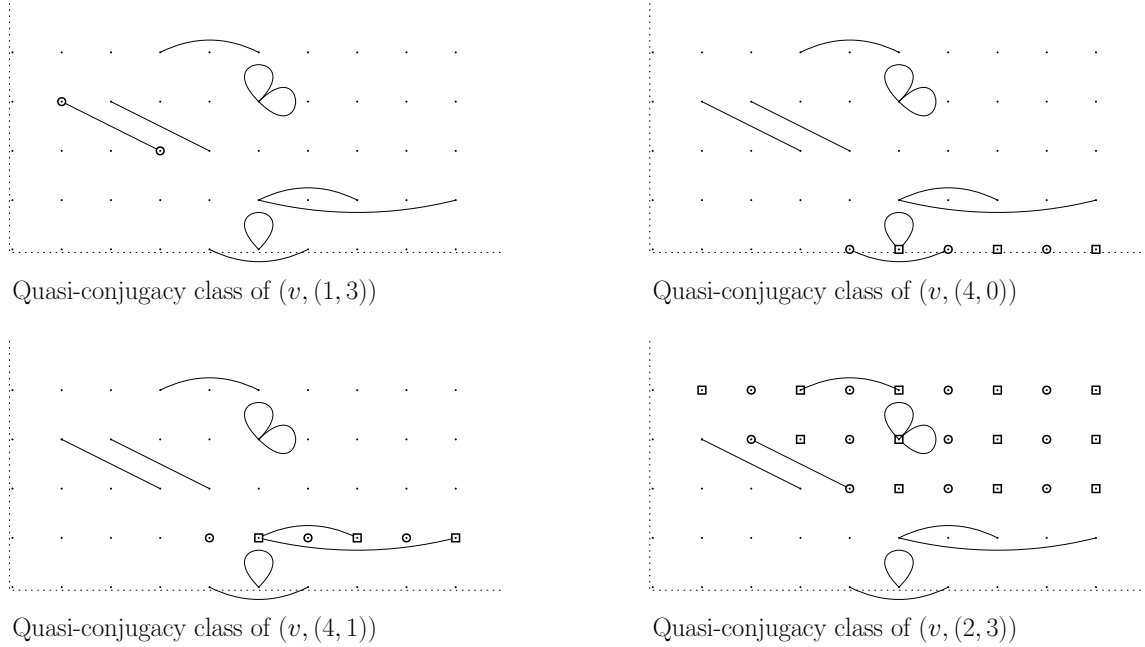 Quasi-conjugacy class of (v, (1, 3))
Quasi-conjugacy class of (v, (4, 0))
Quasi-conjugacy class of (v, (4, 1))
Quasi-conjugacy class of (v, (2, 3))